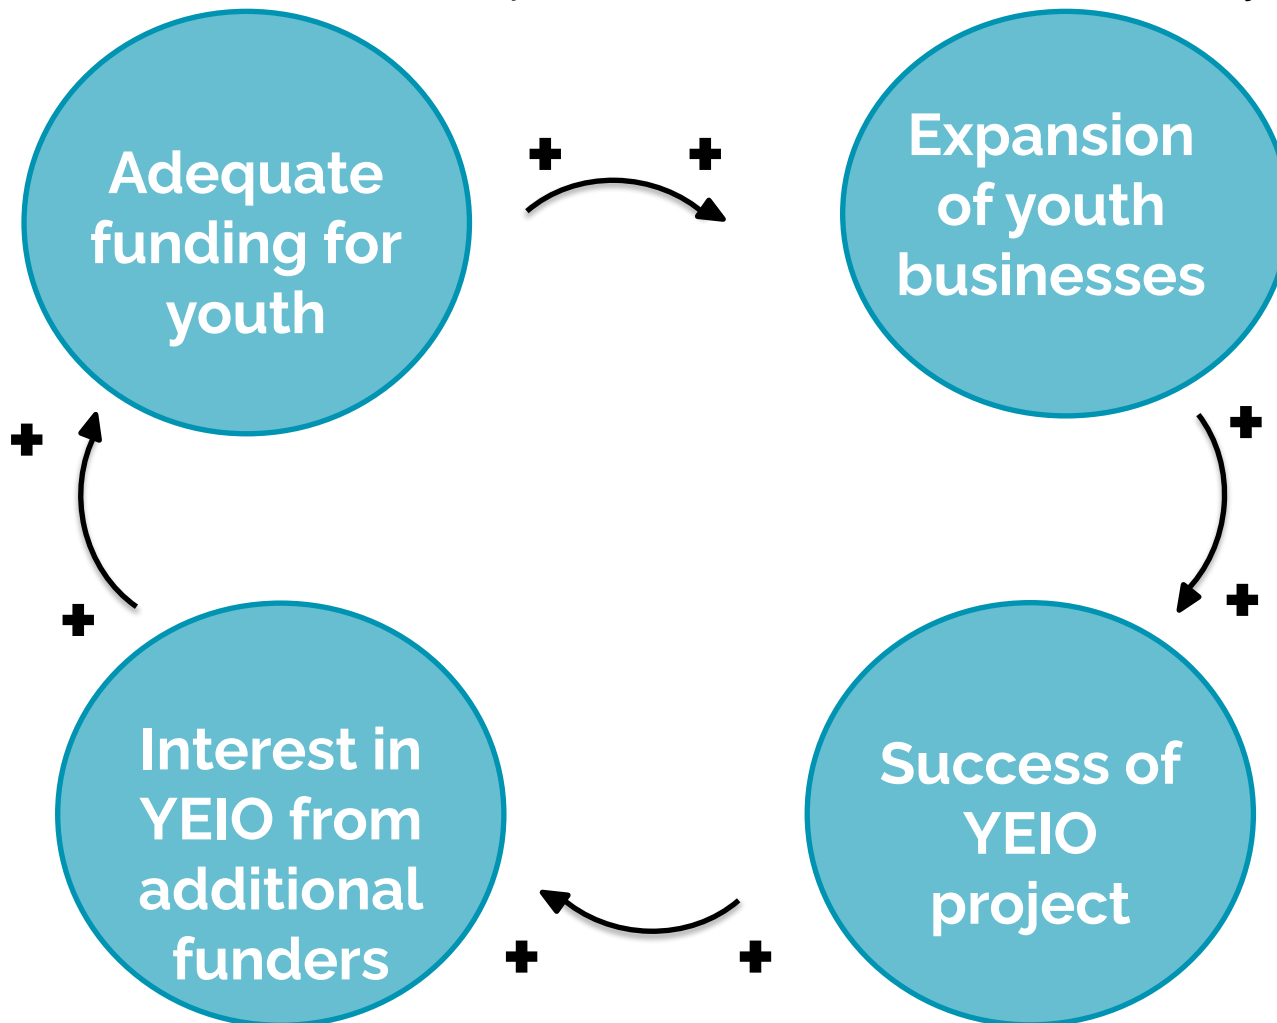 Adequate
funding for
youth
Expansion
of youth
businesses
Interest in
YEIO from
additional
funders
Success of
YEIO
project